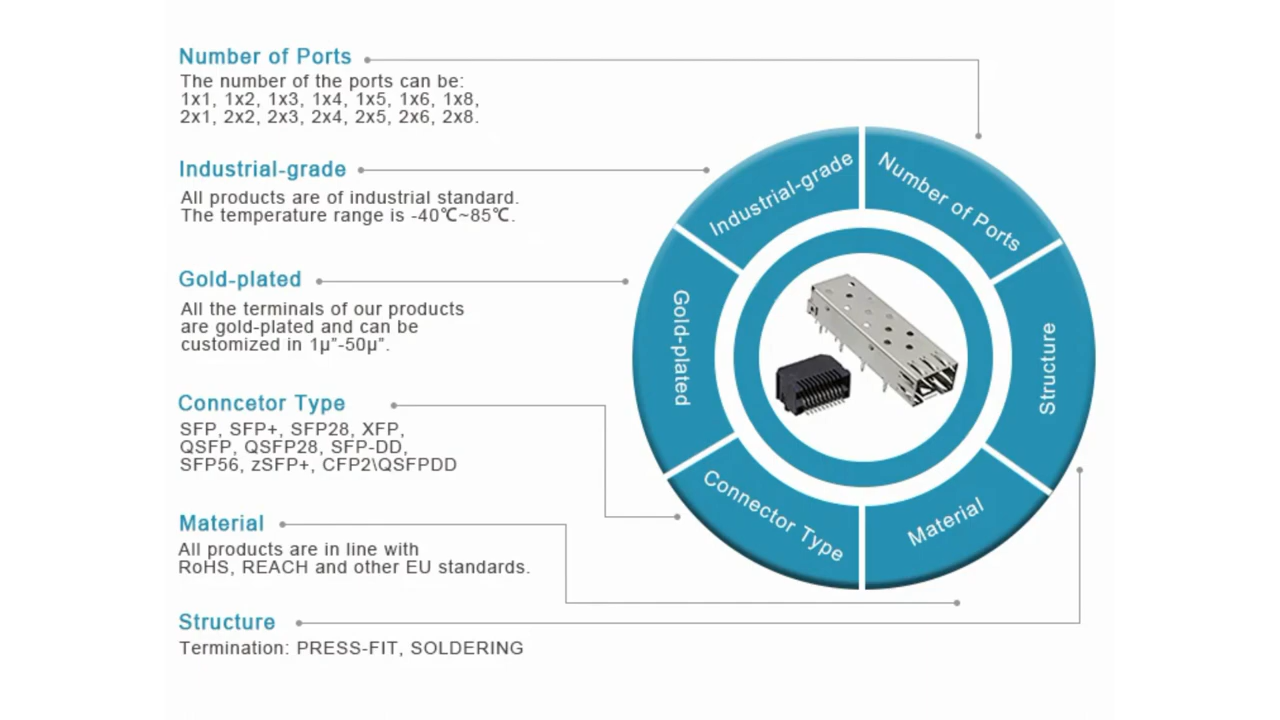 Number of Ports
The number of the ports can be:
1x1, 1x2, 1x3, 1x4, 1x5, 1x6, 1x8,
2x1, 2x2, 2x3, 2x4, 2x5, 2x6, 2x8.
Industrial-grade
All products are of industrial standard.
The temperature range is -40℃~85℃.
Gold-plated
All the terminals of our products
are gold-plated and can be
customized in 1μ”-50μ”.
Conncetor Type
SFP, SFP+, SFP28, XFP,
QSFP, QSFP28, SFP-DD,
SFP56, zSFP+, CFP2\QSFPDD
Material
All products are in line with
RoHS, REACH and other EU standards.
Structure
Termination: PRESS-FIT, SOLDERING
Industrial-grade
Number of Ports
Gold-plated
Structure
Connector Type
Material